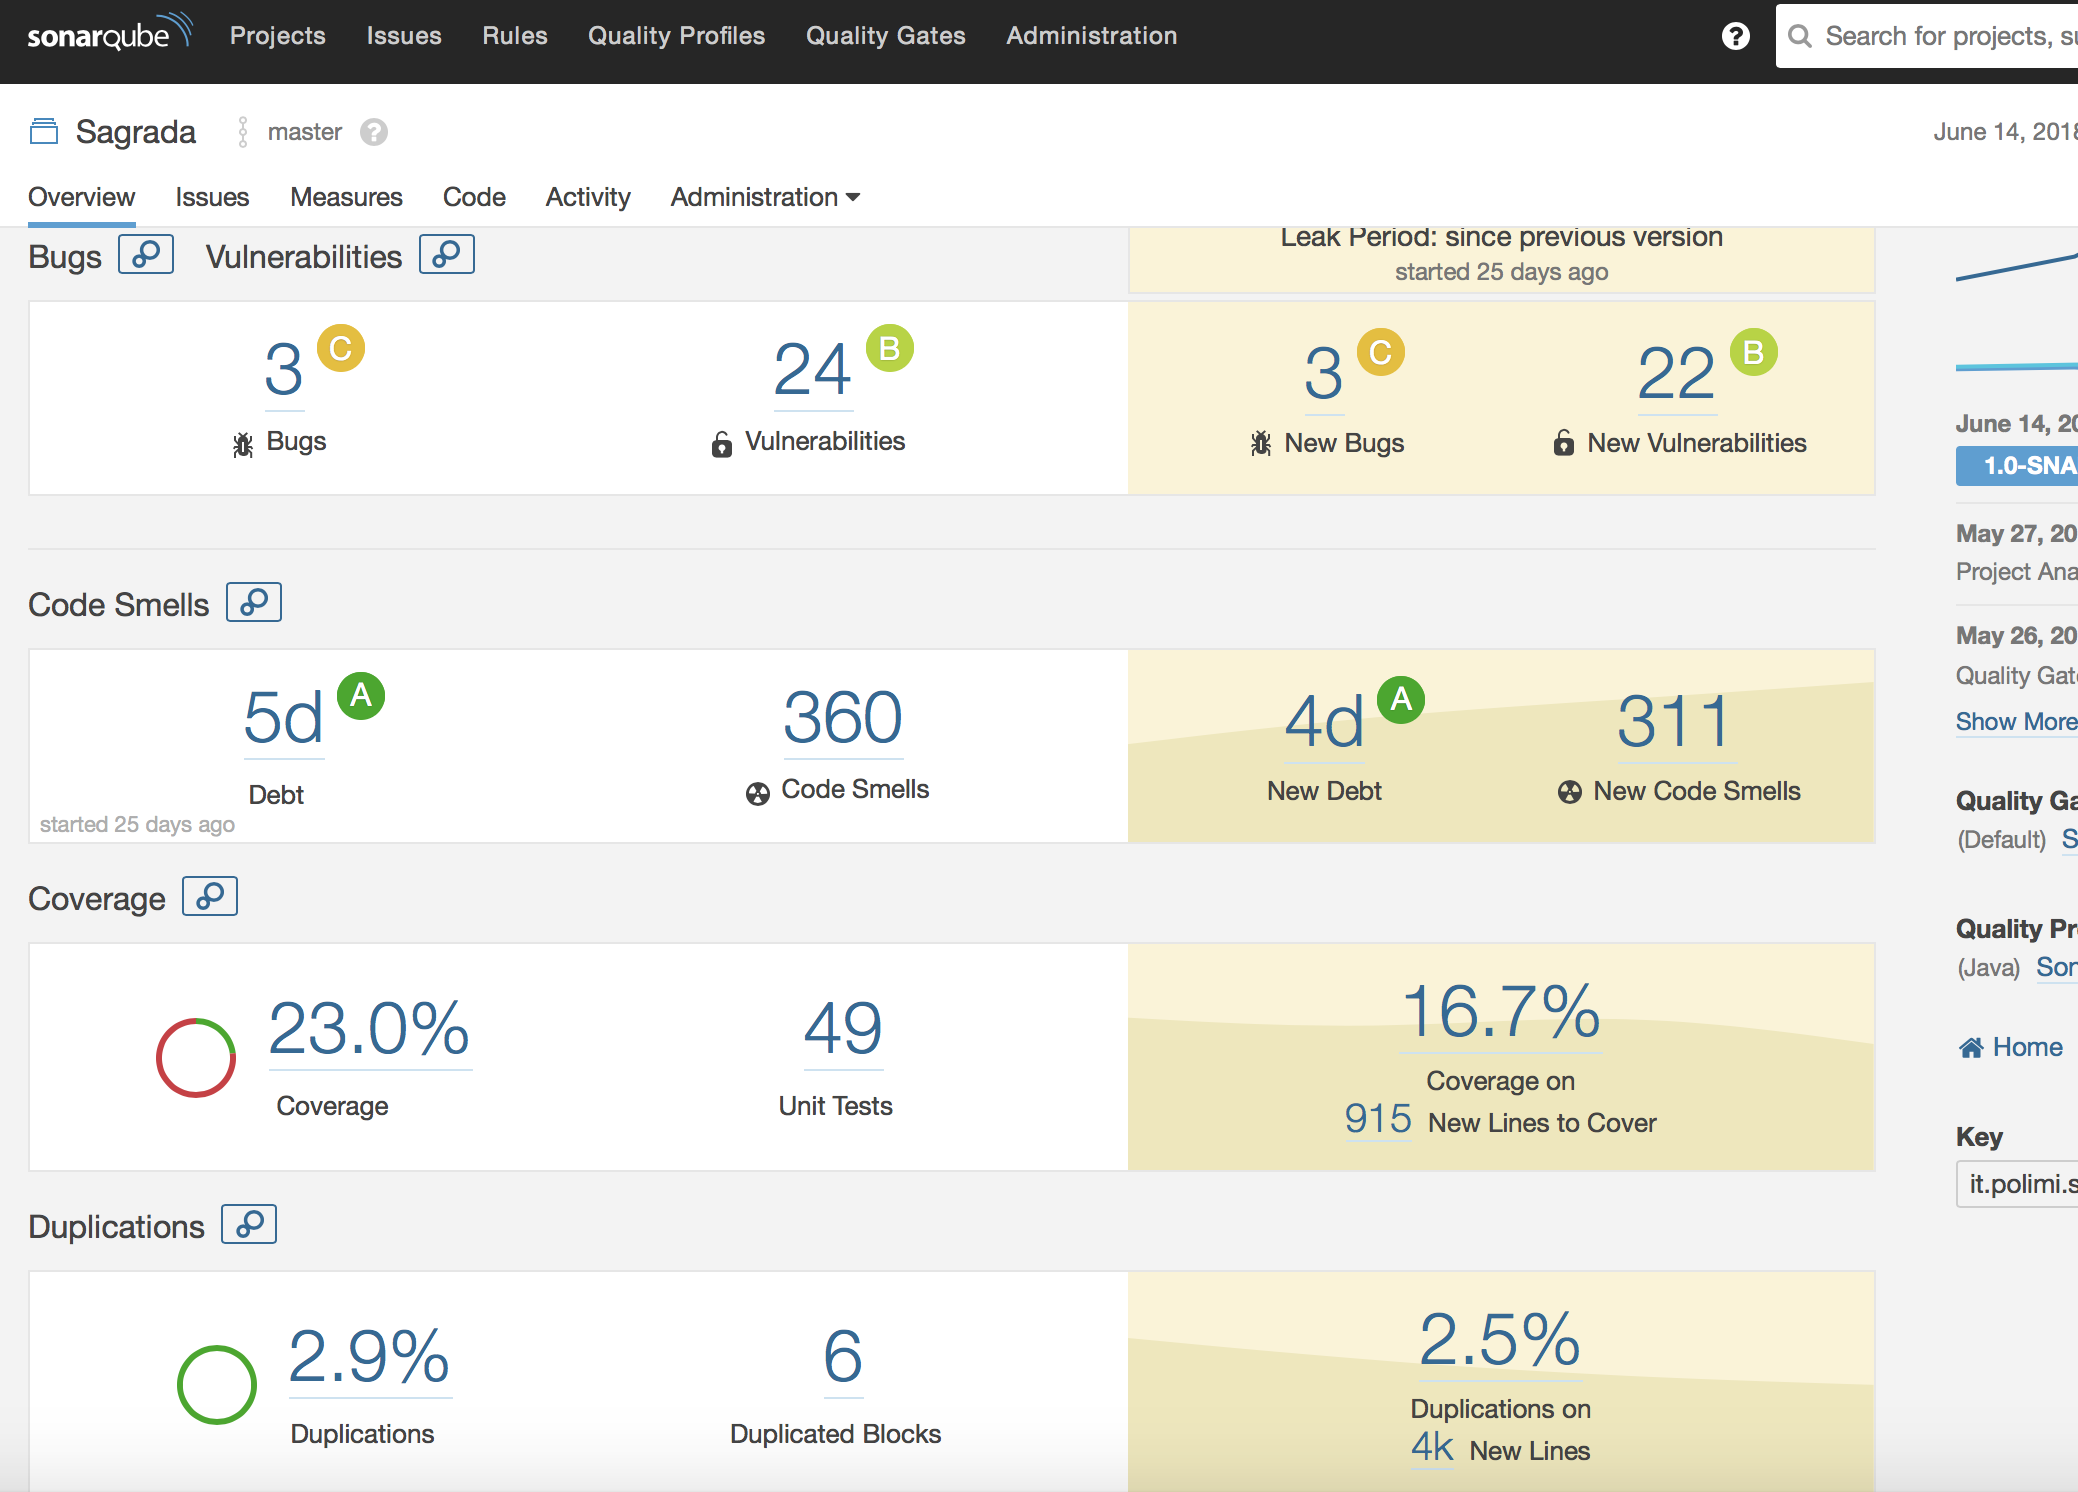 sonarqube Projects Issues Rules Quality Profiles Quality Gates Administration ? Search for projects, su
Sagrada master ? June 14, 2018
Overview Issues Measures Code Activity Administration
Bugs Vulnerabilities
Leak Period: since previous version
started 25 days ago
3 C
Bugs
24 B
Vulnerabilities
3 C
New Bugs
22 B
New Vulnerabilities
Code Smells
5d A
Debt
started 25 days ago
360
Code Smells
4d A
New Debt
311
New Code Smells
Coverage
23.0%
Coverage
49
Unit Tests
16.7%
Coverage on
915 New Lines to Cover
Duplications
2.9%
Duplications
6
Duplicated Blocks
2.5%
Duplications on
4k New Lines
June 14, 20
1.0-SNA
May 27, 20
Project Ana
May 26, 20
Quality Gat
Show More
Quality Ga
(Default) S
Quality Pr
(Java) Son
Home
Key
it.polimi.s